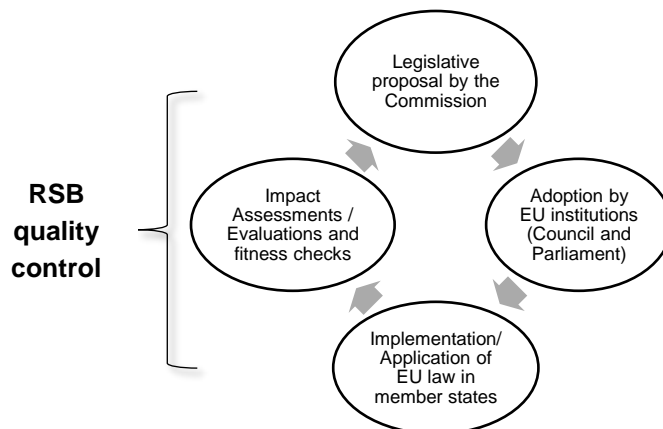 Legislative
proposal by the
Commission
RSB
quality
control
Impact
Assessments /
Evaluations and
fitness checks
Adoption by
EU institutions
(Council and
Parliament)
Implementation/
Application of
EU law in
member states